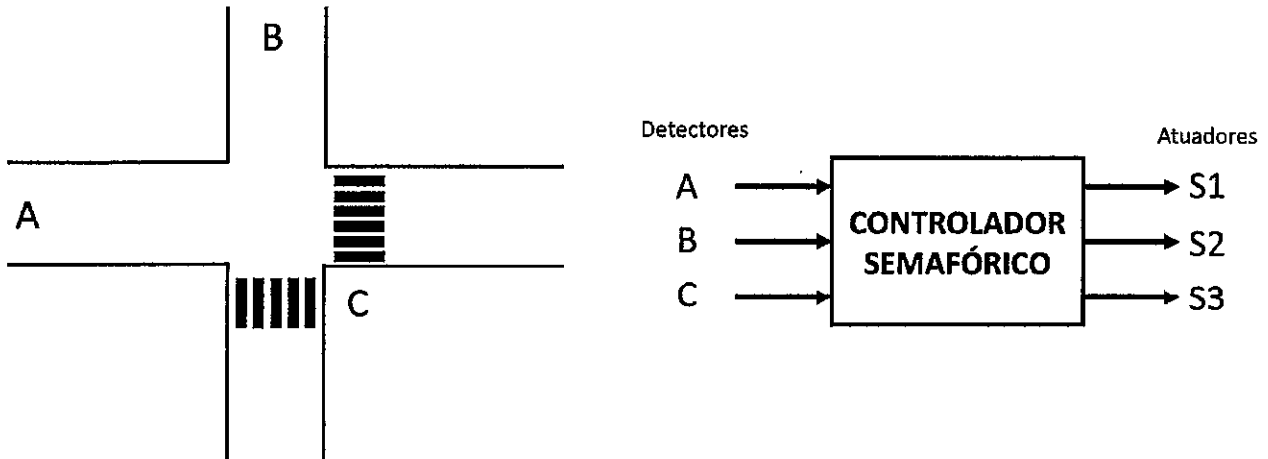 B
A
C
Detectores
Atuadores
A
B
C
CONTROLADOR
SEMAFÓRICO
S1
S2
S3